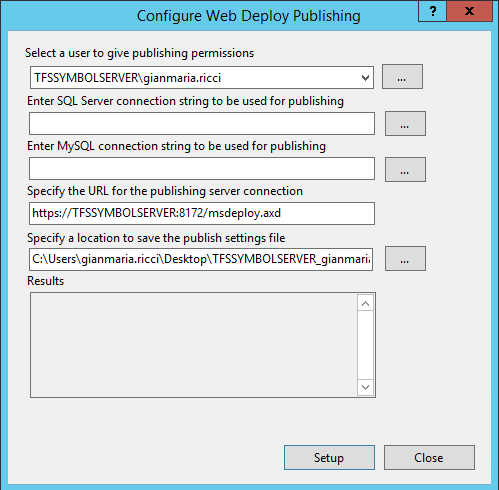 Configure Web Deploy Publishing
?
x
Select a user to give publishing permissions
TFSSYMBOLSERVER\gianmaria.ricci
...
Enter SQL Server connection string to be used for publishing
...
Enter MySQL connection string to be used for publishing
...
Specify the URL for the publishing server connection
https://TFSSYMBOLSERVER:8172/msdeploy.axd
Specify a location to save the publish settings file
C:\Users\gianmaria.ricci\Desktop\TFSSYMBOLSERVER_gianmaria
...
Results
Setup
Close